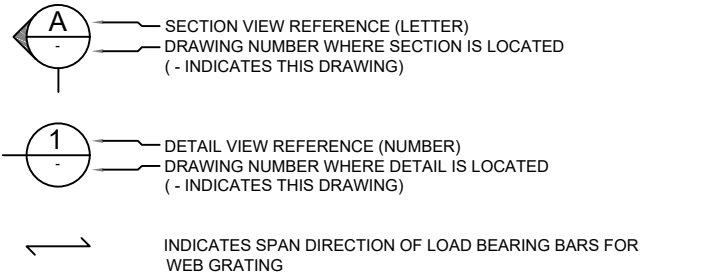 A
-
SECTION VIEW REFERENCE (LETTER)
DRAWING NUMBER WHERE SECTION IS LOCATED
( - INDICATES THIS DRAWING)
1
-
DETAIL VIEW REFERENCE (NUMBER)
DRAWING NUMBER WHERE DETAIL IS LOCATED
( - INDICATES THIS DRAWING)
INDICATES SPAN DIRECTION OF LOAD BEARING BARS FOR
WEB GRATING